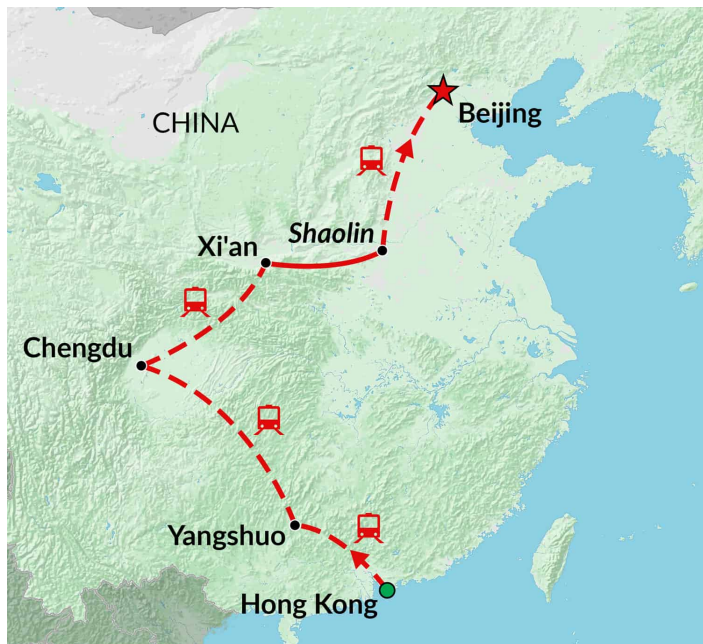 Beijing
CHINA
Shaolin
Xi'an
Chengdu
Yangshuo
Hong Kong